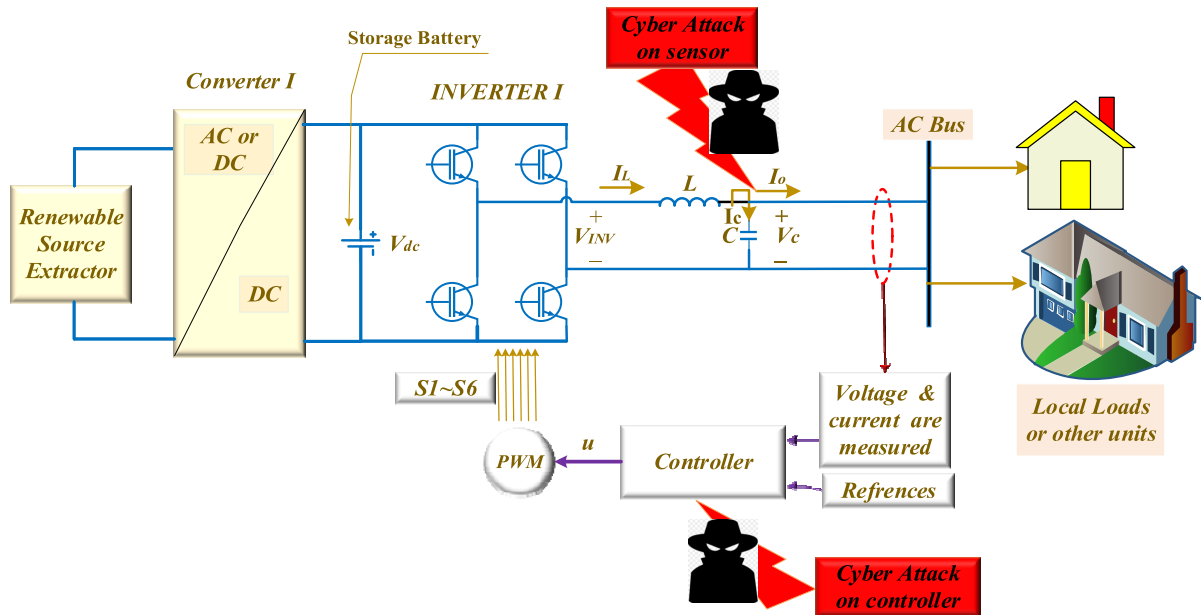 Cyber Attack
on sensor
Storage Battery
Converter I
INVERTER I
AC Bus
AC or
DC
DC
Renewable
Source
Extractor
Vdc
IL
L
Io
+
VINV
–
Ic
C
+
Vc
–
S1~S6
PWM
u
Controller
Voltage &
current are
measured
Refrences
Local Loads
or other units
Cyber Attack
on controller